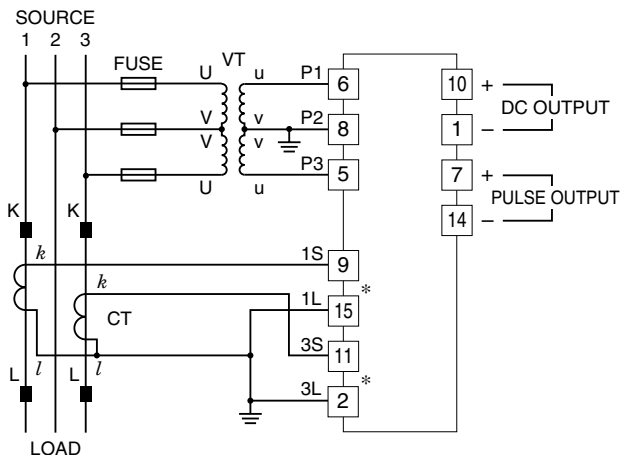 SOURCE
1 2 3
FUSE
VT
U u P1 6
10 +
DC OUTPUT
V v P2 8
V v
1 −
U u P3 5
7 +
PULSE OUTPUT
14 −
K K
k 1S 9
k 1L 15 *
CT
3S 11
L l L l 3L 2 *
LOAD